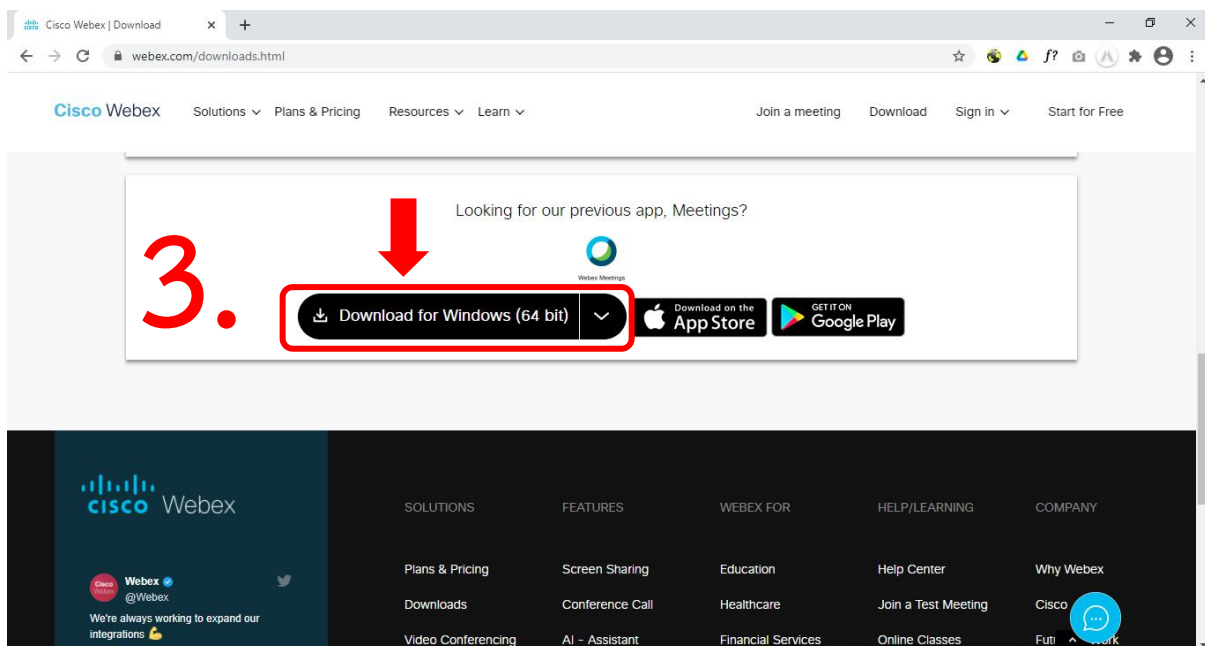 Cisco Webex | Download
webex.com/downloads.html
f?
Cisco Webex Solutions Plans & Pricing Resources Learn Join a meeting Download Sign in Start for Free
Looking for our previous app, Meetings?
Webex Meetings
3.
Download for Windows (64 bit)
Download on the
App Store
GET IT ON
Google Play
cisco Webex
SOLUTIONS FEATURES WEBEX FOR HELP/LEARNING COMPANY
Plans & Pricing Screen Sharing Education Help Center Why Webex
Downloads Conference Call Healthcare Join a Test Meeting Cisco
Video Conferencing AI - Assistant Financial Services Online Classes
Cisco
Webex
Webex
@Webex
We're always working to expand our
integrations 💪